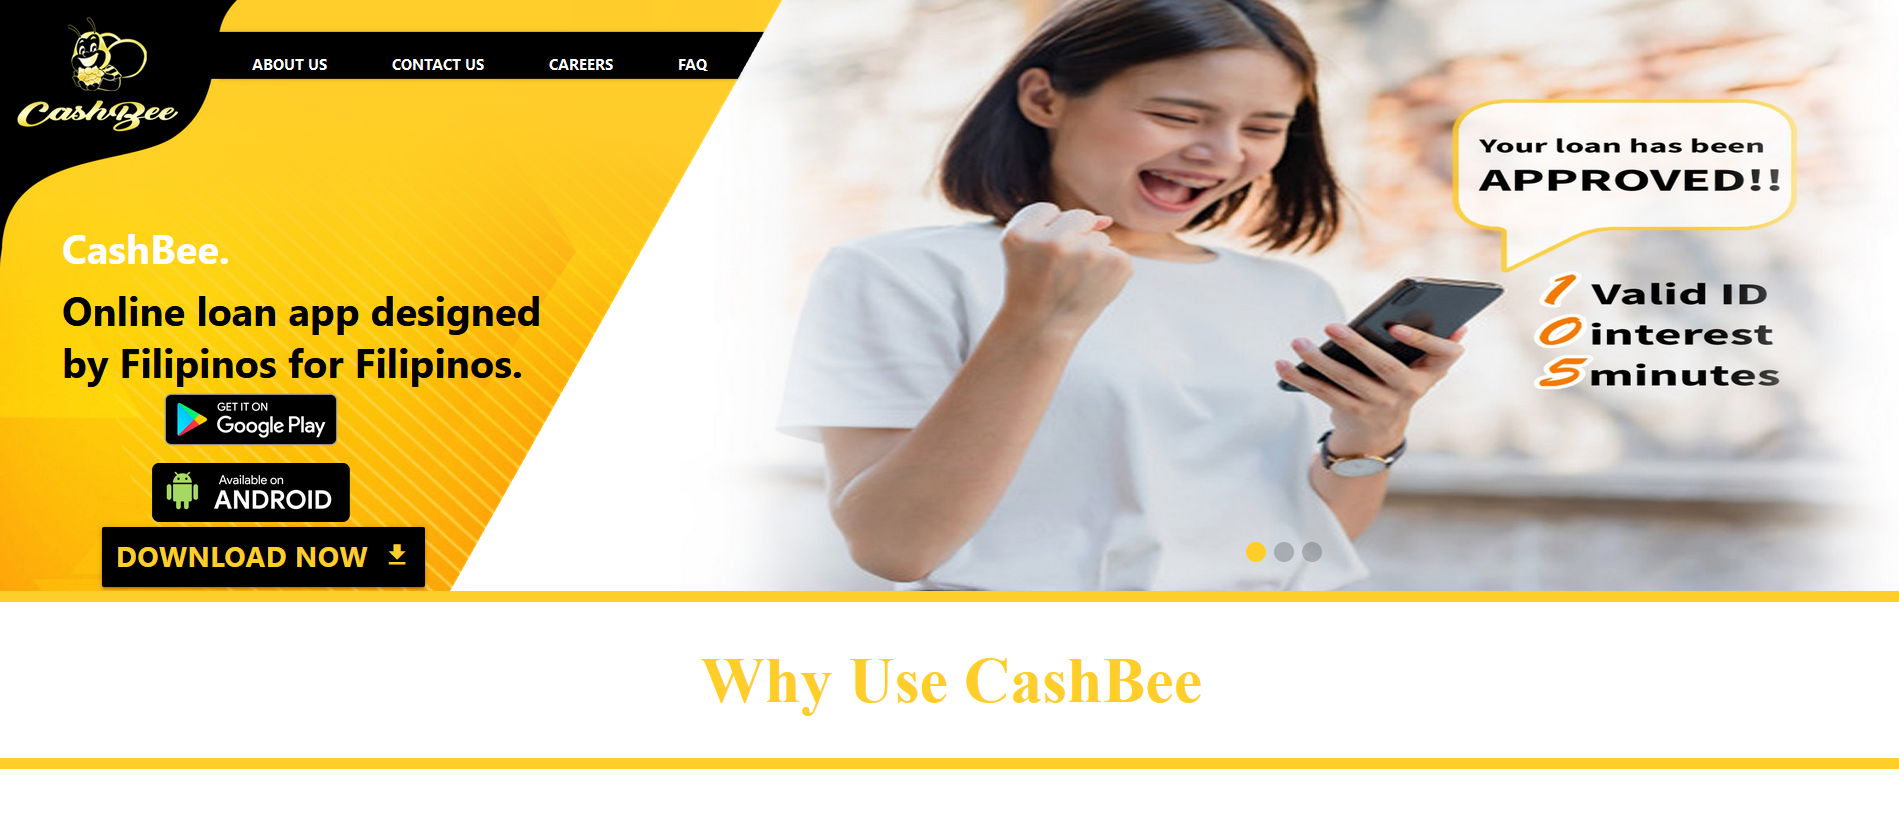 CashBee
ABOUT US
CONTACT US
CAREERS
FAQ
CashBee.
Online loan app designed
by Filipinos for Filipinos.
GET IT ON
Google Play
Available on
ANDROID
DOWNLOAD NOW
Your loan has been
APPROVED!!
1 Valid ID
0 interest
5 minutes
Why Use CashBee